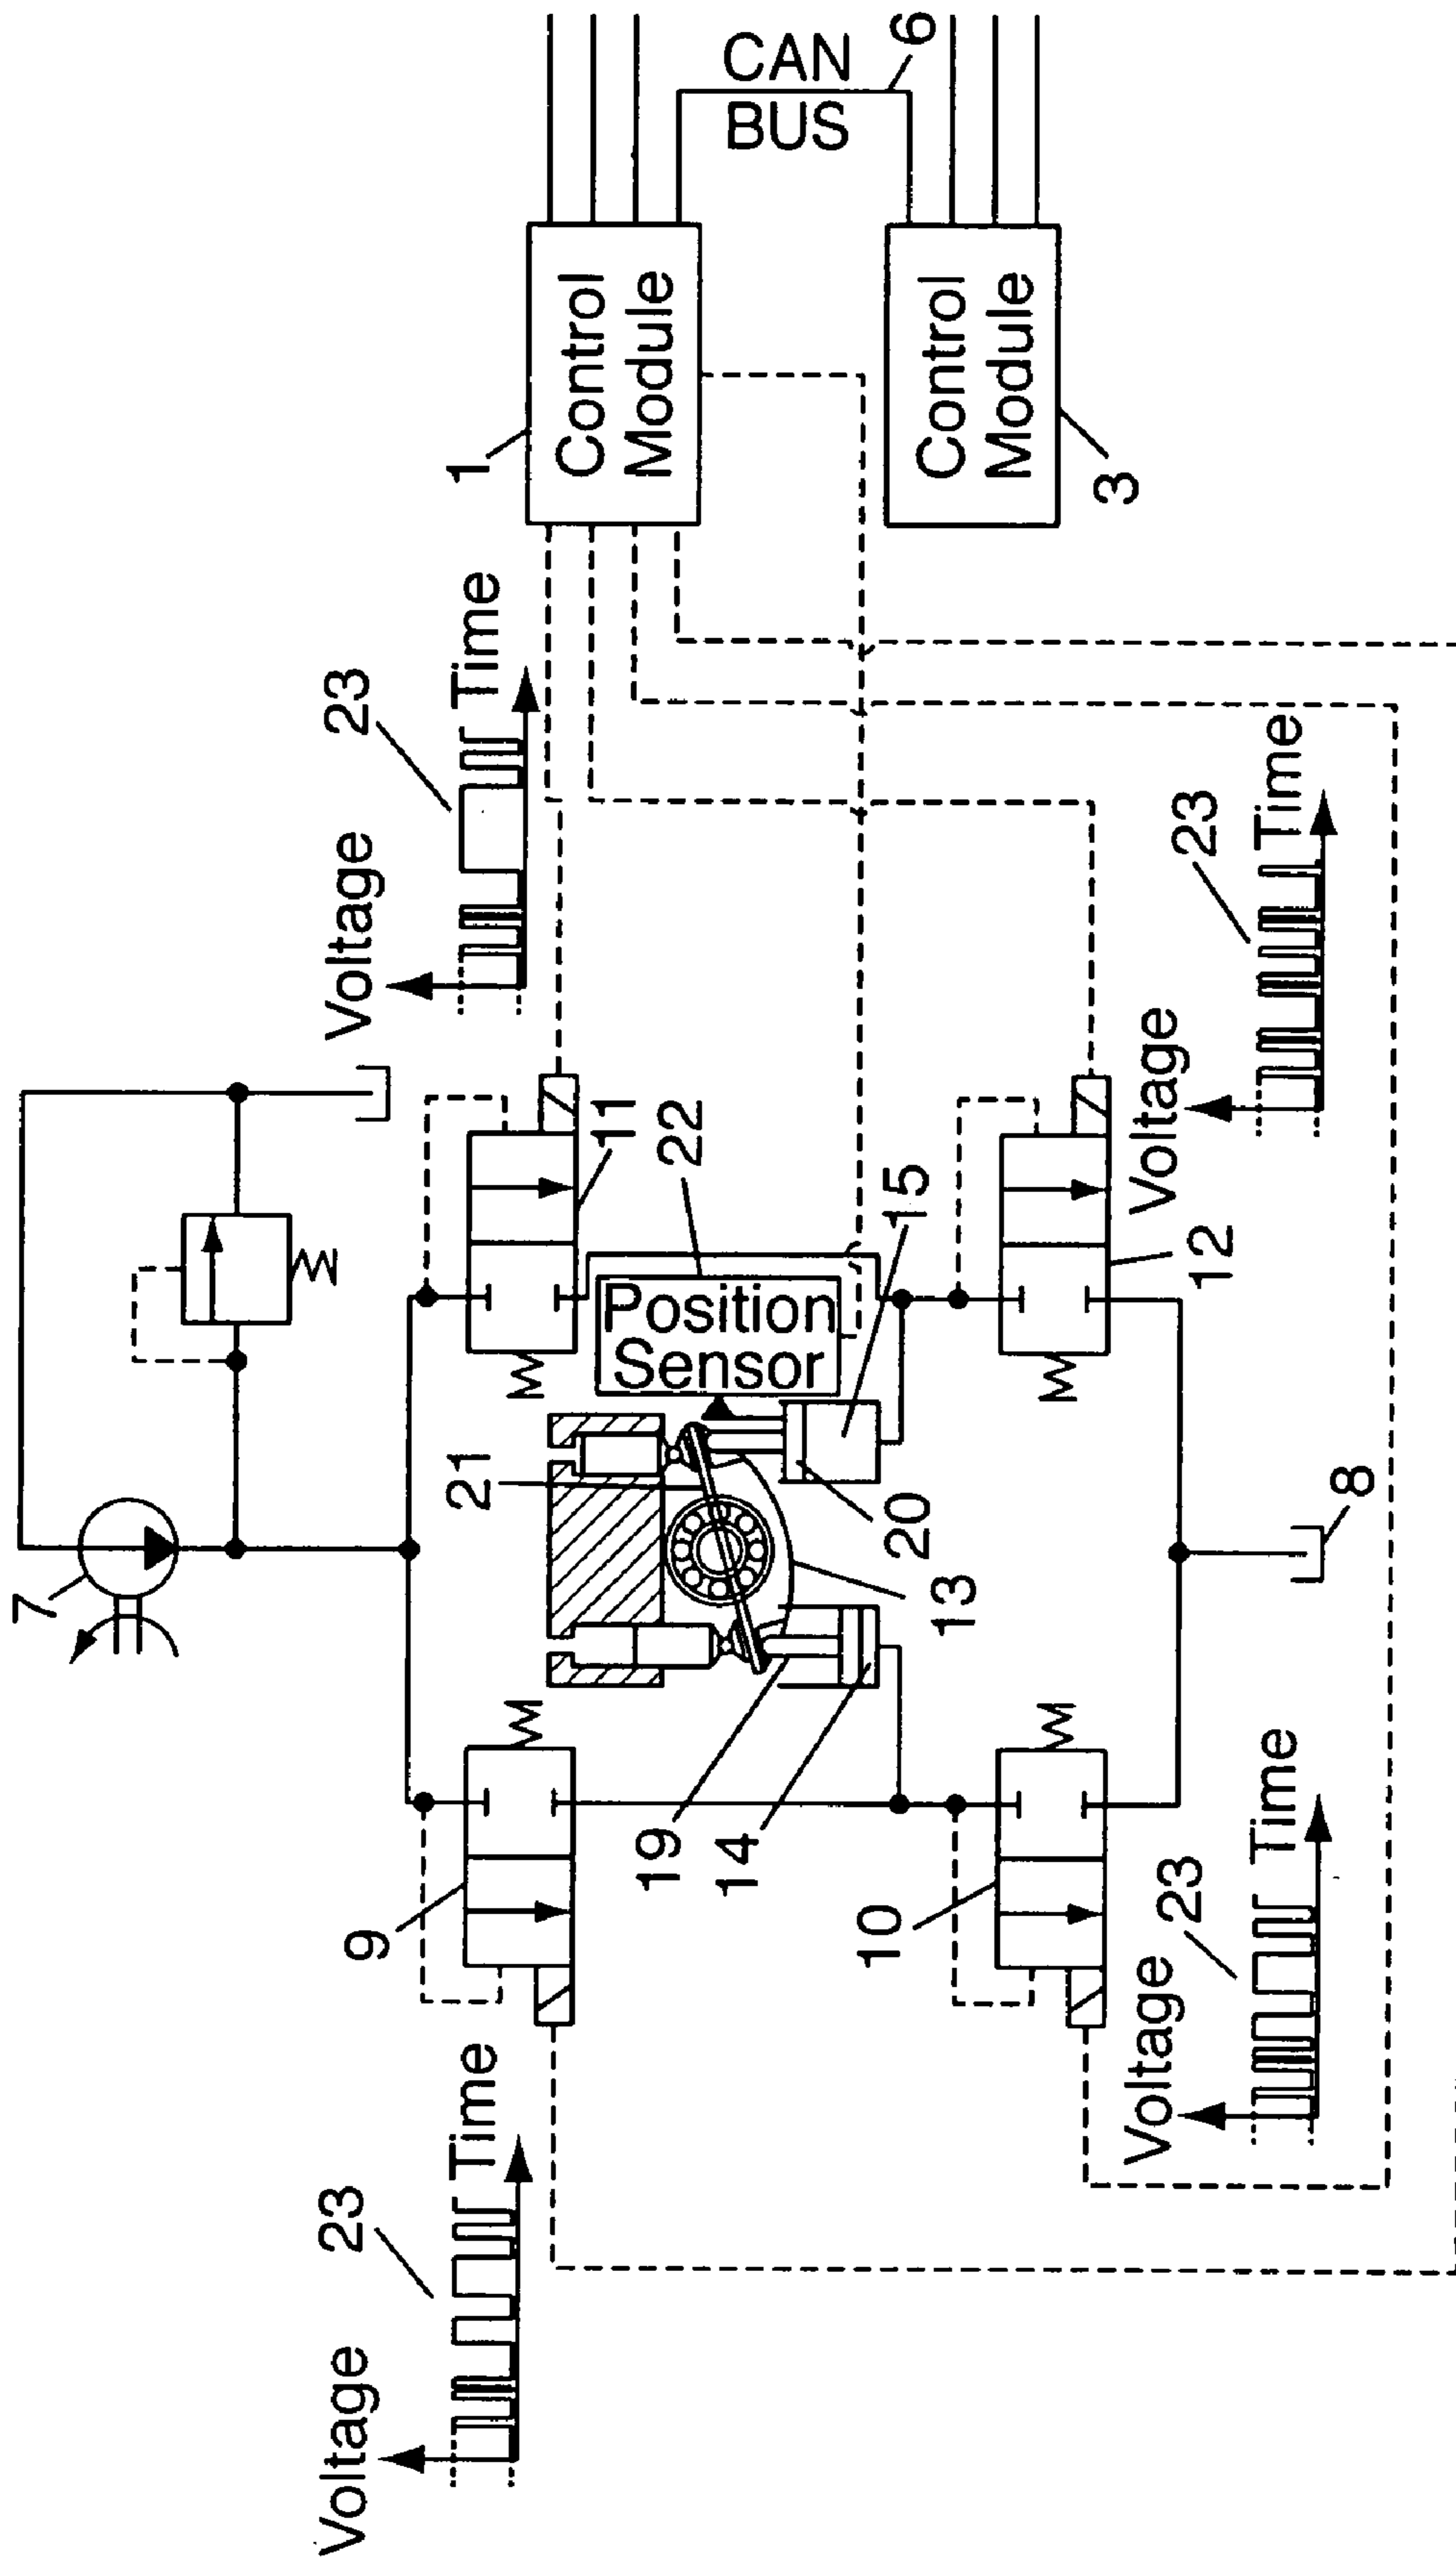 6
CAN
BUS
1
Control
Module
Control
Module
3
23
Voltage
Time
7
11
22
Position
Sensor
15
12
23
Voltage
Time
21
20
13
8
9
19
14
10
23
Voltage
Time
23
Voltage
Time